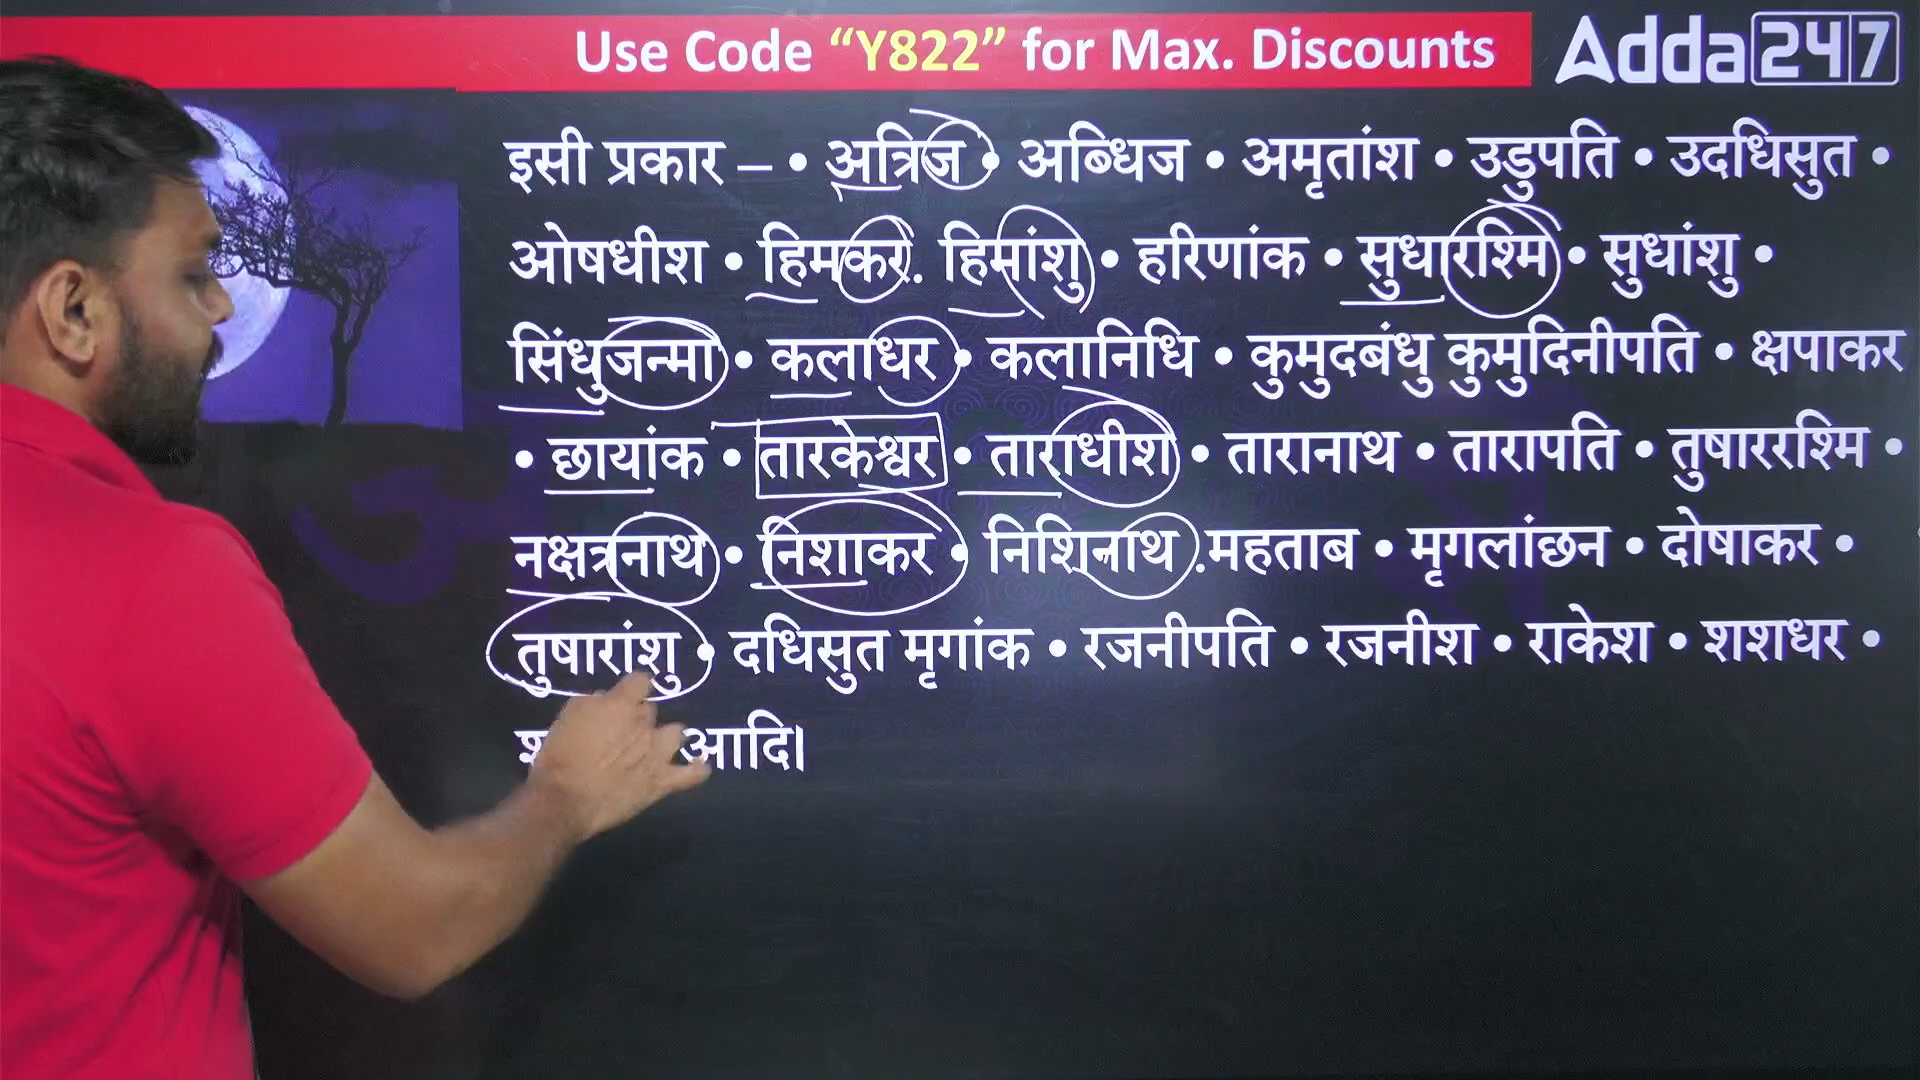 Use Code “Y822” for Max. Discounts
Adda247
इसी प्रकार – • अत्रिज • अब्धिज • अमृतांश • उडुपति • उदधिसुत •
ओषधीश • हिमकर. हिमांशु • हरिणांक • सुधारश्मि • सुधांशु •
सिंधुजन्मा • कलाधर • कलानिधि • कुमुदबंधु कुमुदिनीपति • क्षपाकर
• छायांक • तारकेश्वर • ताराधीश • तारानाथ • तारापति • तुषाररश्मि •
नक्षत्रनाथ • निशाकर • निशिनाथ .महताब • मृगलांछन • दोषाकर •
तुषारांशु • दधिसुत मृगांक • रजनीपति • रजनीश • राकेश • शशधर •
आदि।